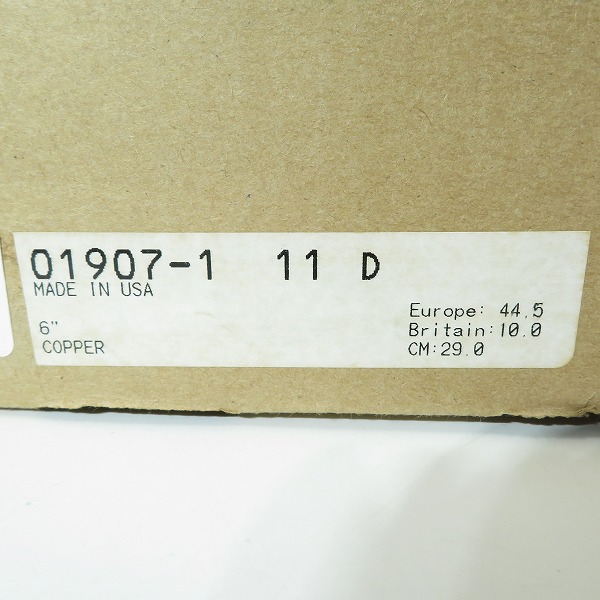 01907-1 11 D
MADE IN USA
6"
COPPER
Europe: 44.5
Britain:10.0
CM:29.0